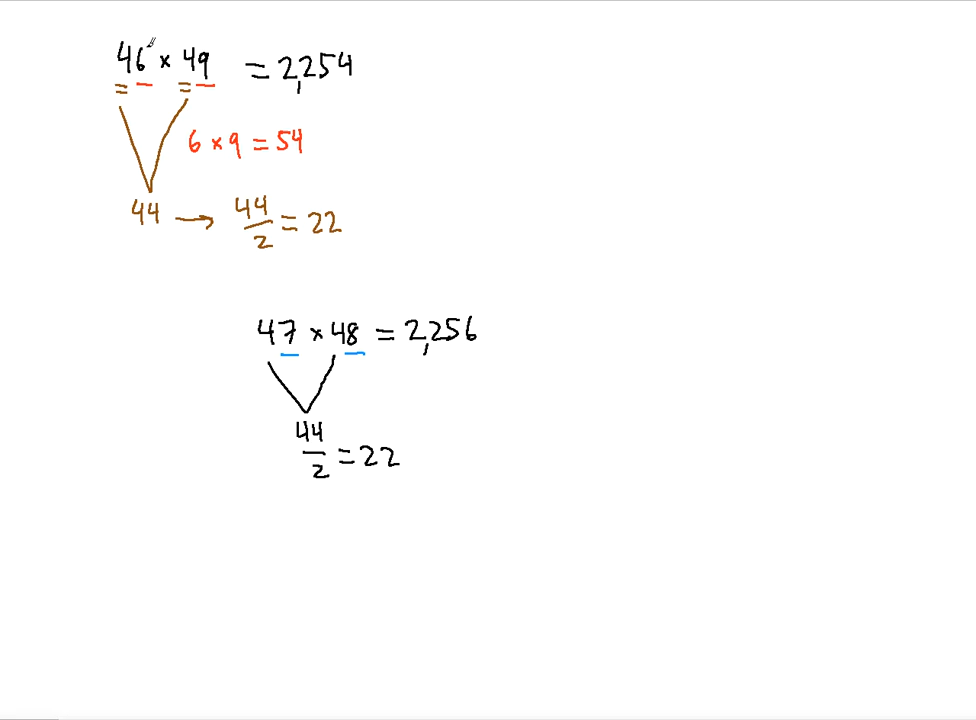 46 × 49 = 2,254
6 × 9 = 54
44 → 44/2 = 22
47 × 48 = 2,256
44/2 = 22